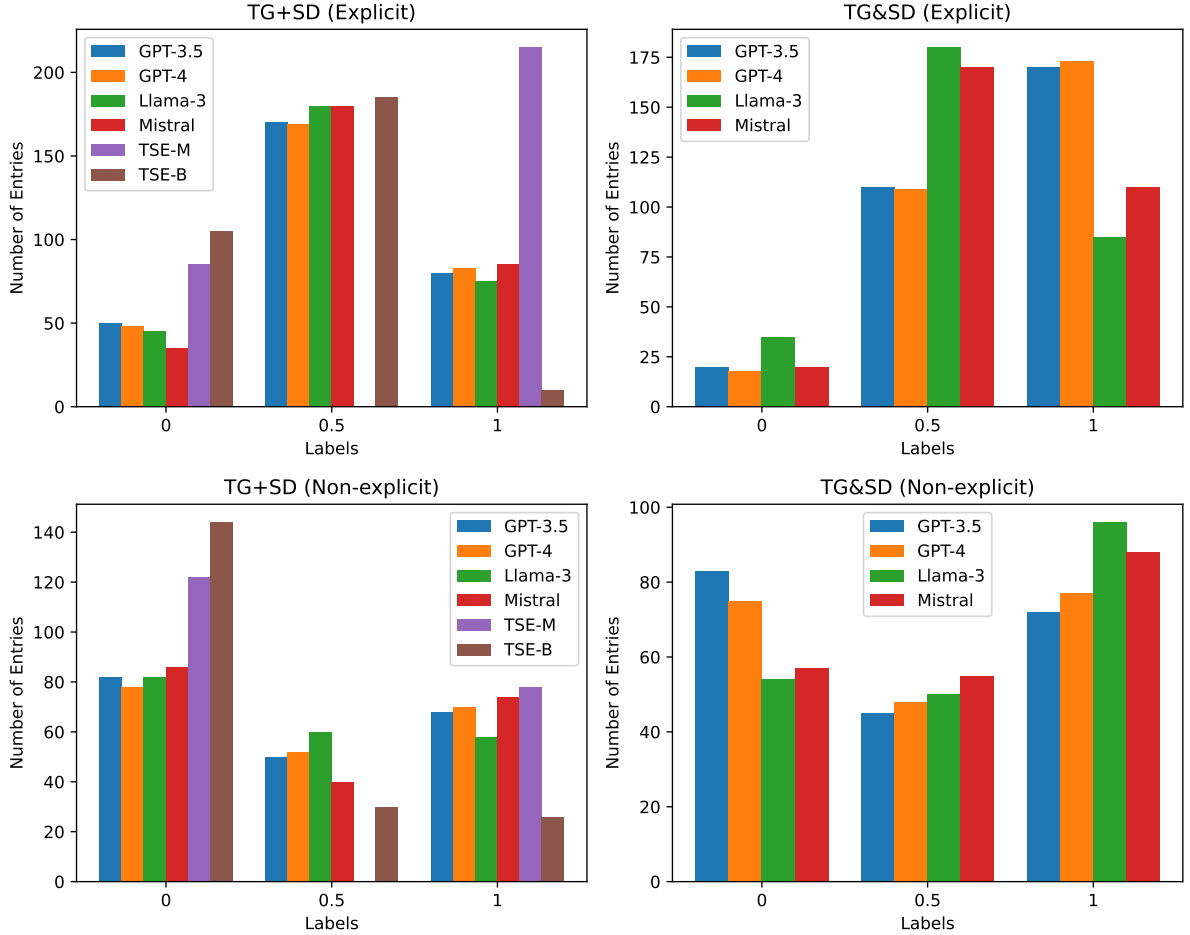 TG+SD (Explicit)
Number of Entries
200
150
100
50
0
GPT-3.5
GPT-4
Llama-3
Mistral
TSE-M
TSE-B
0 0.5 1
Labels
TG&SD (Explicit)
Number of Entries
175
150
125
100
75
50
25
0
GPT-3.5
GPT-4
Llama-3
Mistral
0 0.5 1
Labels
TG+SD (Non-explicit)
Number of Entries
140
120
100
80
60
40
20
0
GPT-3.5
GPT-4
Llama-3
Mistral
TSE-M
TSE-B
0 0.5 1
Labels
TG&SD (Non-explicit)
Number of Entries
100
80
60
40
20
0
GPT-3.5
GPT-4
Llama-3
Mistral
0 0.5 1
Labels